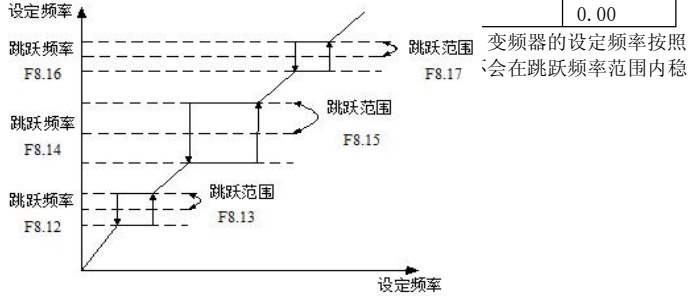 设定频率
0.00
变频器的设定频率按照
会在跳跃频率范围内稳
跳跃频率
F8.16
跳跃范围
F8.17
跳跃频率
F8.14
跳跃范围
F8.15
跳跃频率
F8.12
跳跃范围
F8.13
设定频率